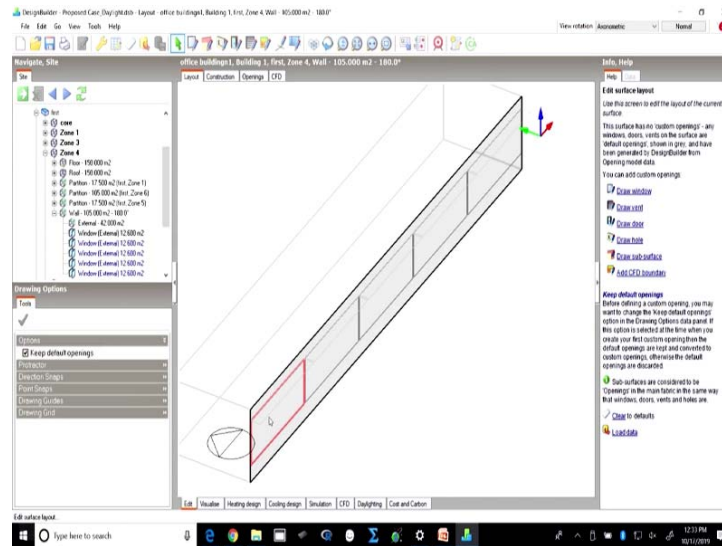 DesignBuilder - Proposed Case_Daylight.dsb - Layout - office buildings1, Building 1, first, Zone 4, Wall - 105.000 m2 - 180.0°
File Edit Go View Tools Help
View rotation Axonometric
Normal
Navigate, Site
Site
first
core
Zone 1
Zone 3
Zone 4
Floor - 150.000 m2
Roof - 150.000 m2
Partition - 17.500 m2 (first, Zone 1)
Partition - 105.000 m2 (first, Zone 6)
Partition - 17.500 m2 (first, Zone 5)
Wall - 105.000 m2 - 180.0°
External - 42.000 m2
Window (External) 12.600 m2
Window (External) 12.600 m2
Window (External) 12.600 m2
Window (External) 12.600 m2
Drawing Options
Tools
Options
Keep default openings
Protractor
Direction Snaps
Point Snaps
Drawing Guides
Drawing Grid
Edit surface layout
office buildings1, Building 1, first, Zone 4, Wall - 105.000 m2 - 180.0°
Layout Construction Openings CFD
Edit Visualise Heating design Cooling design Simulation CFD Daylighting Cost and Carbon
Info, Help
Help
Edit surface layout
Use this screen to edit the layout of the current
surface.
This surface has no 'custom openings' - any
windows, doors, vents on the surface are
'default openings', shown in grey, and have
been generated by DesignBuilder from
Opening model data.
You can add custom openings:
Draw window
Draw vent
Draw door
Draw hole
Draw sub-surface
Add CFD boundary
Keep default openings
Before defining a custom opening, you may
want to change the 'Keep default openings'
option in the Drawing Options data panel. If
this option is selected at the time when you
create your first custom opening then the
default openings are kept and converted to
custom openings, otherwise the default
openings are discarded.
Sub-surfaces are considered to be
'Openings' in the main fabric in the same way
that windows, doors, vents and holes are.
Clear to defaults
Load data
Type here to search
12:33 PM
10/17/2019